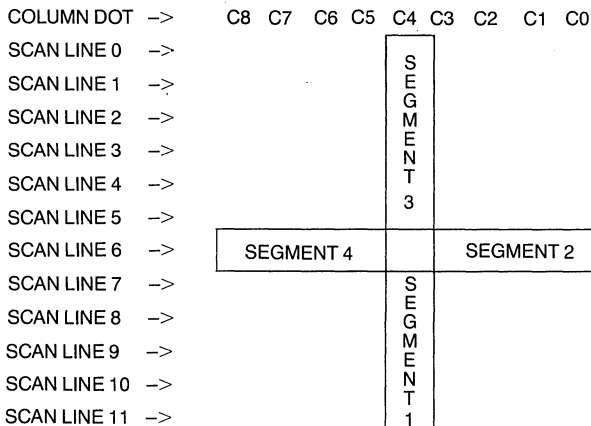 COLUMN DOT -> C8 C7 C6 C5 C4 C3 C2 C1 C0
SCAN LINE 0 ->
SCAN LINE 1 ->
SCAN LINE 2 ->
SCAN LINE 3 ->
SCAN LINE 4 ->
SCAN LINE 5 ->
SCAN LINE 6 ->
SCAN LINE 7 ->
SCAN LINE 8 ->
SCAN LINE 9 ->
SCAN LINE 10 ->
SCAN LINE 11 ->
SEGMENT 3
SEGMENT 4
SEGMENT 2
SEGMENT 1